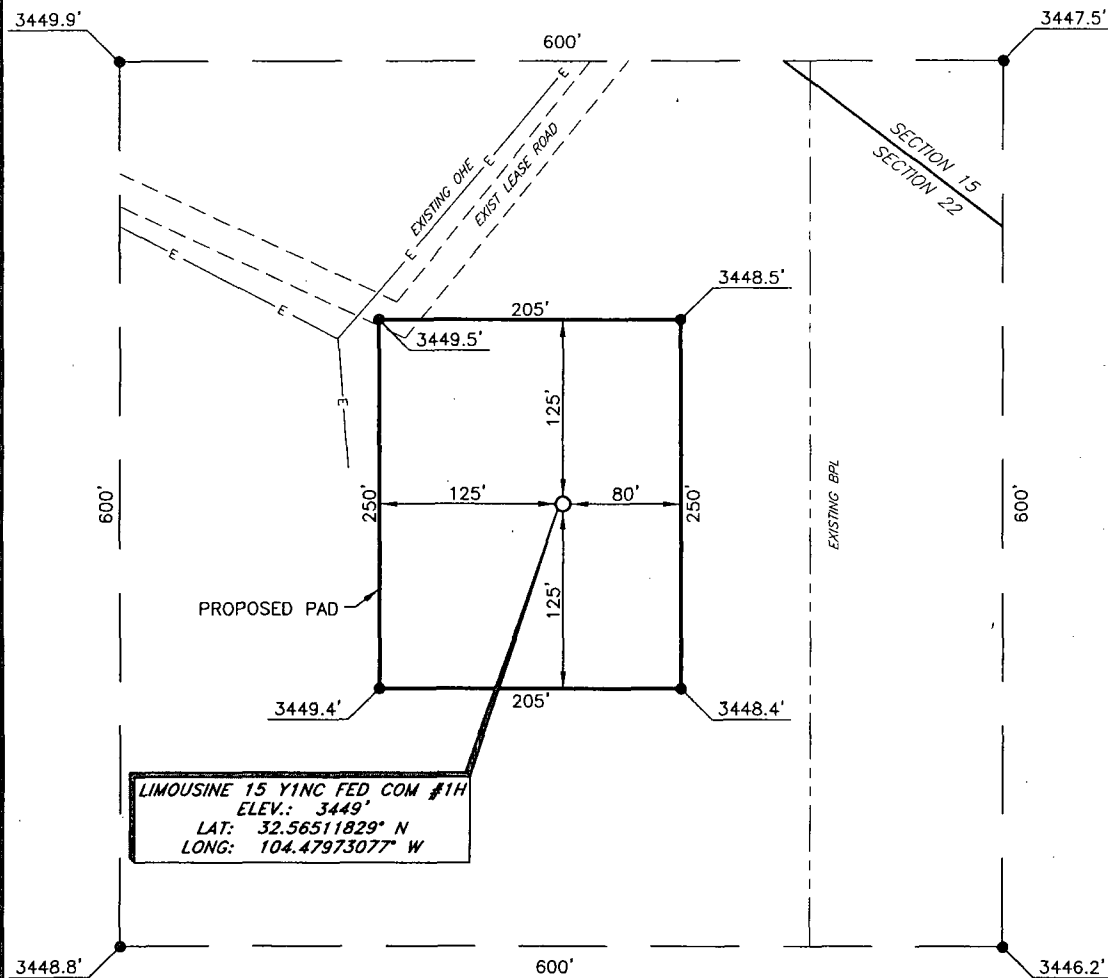 3449.9'
3447.5'
600'
SECTION 15
SECTION 22
EXISTING OHE
E
E
E
EXIST LEASE ROAD
E
E
E
3448.5'
205'
3449.5'
125'
600'
250'
125'
80'
250'
EXISTING BPL
600'
125'
PROPOSED PAD
3449.4'
205'
3448.4'
LIMOUSINE 15 Y1NC FED COM #1H
ELEV.: 3449'
LAT: 32.56511829° N
LONG: 104.47973077° W
3448.8'
600'
3446.2'